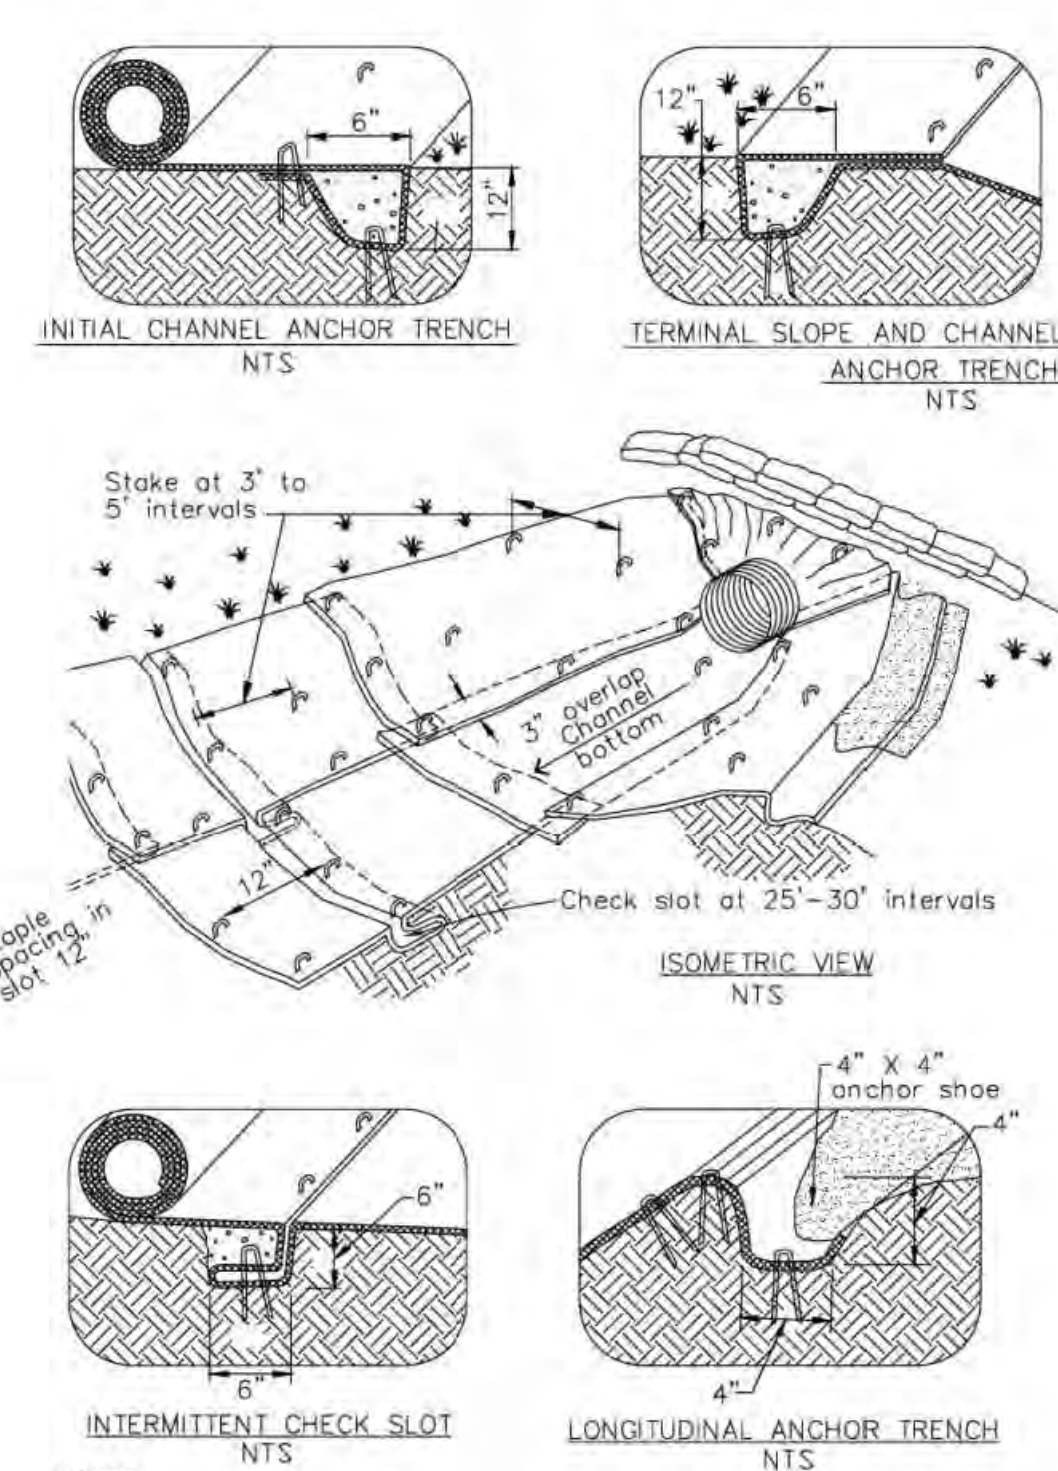 6"
12"
INITIAL CHANNEL ANCHOR TRENCH
NTS
12"
6"
TERMINAL SLOPE AND CHANNEL
ANCHOR TRENCH
NTS
Stake at 3' to
5' intervals
3" overlap
Channel
bottom
12"
slot 12"
Check slot at 25'-30' intervals
ISOMETRIC VIEW
NTS
6"
6"
INTERMITTENT CHECK SLOT
NTS
4" X 4"
anchor shoe
4"
4"
LONGITUDINAL ANCHOR TRENCH
NTS